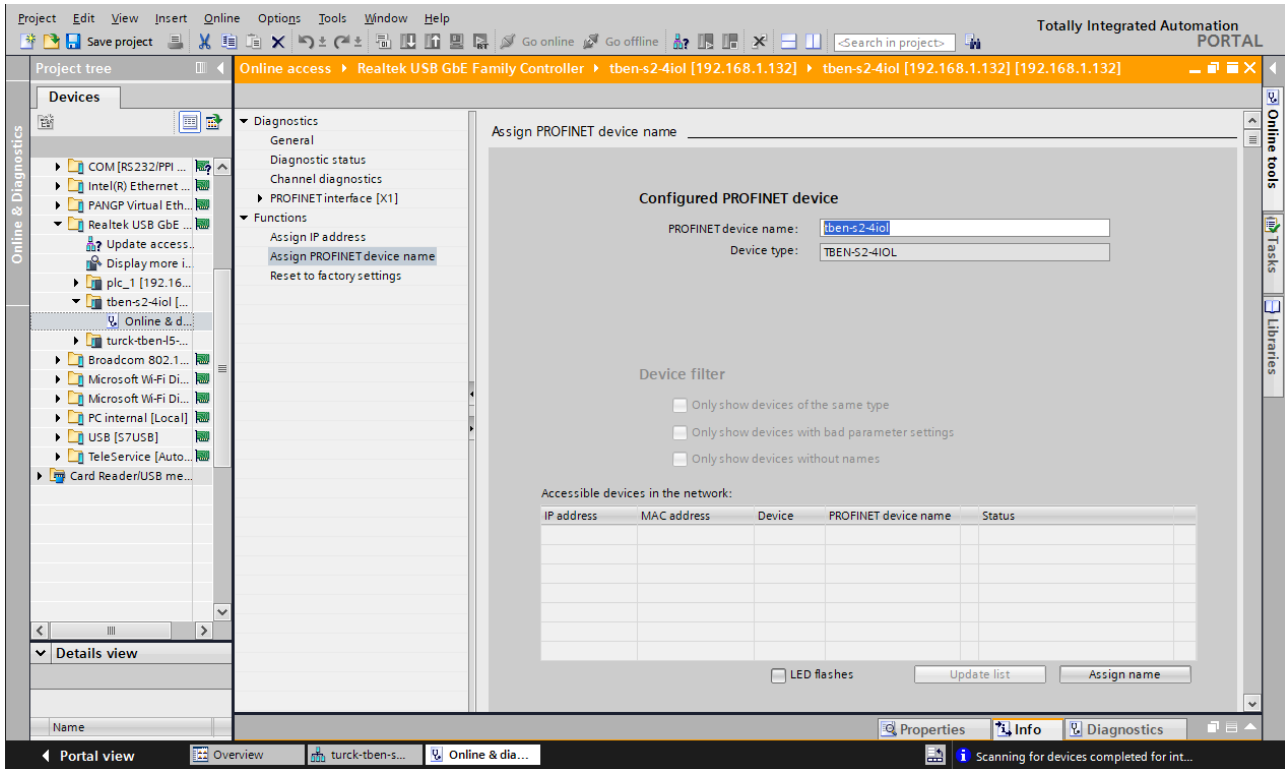 Project Edit View Insert Online Options Tools Window Help
Totally Integrated Automation
PORTAL
Save project
Go online
Go offline
<Search in project>
Project tree
Online access ▸ Realtek USB GbE Family Controller ▸ tben-s2-4iol [192.168.1.132] ▸ tben-s2-4iol [192.168.1.132] [192.168.1.132]
Devices
Online & Diagnostics
COM [RS232/PPI ...
Intel(R) Ethernet ...
PANGP Virtual Eth...
Realtek USB GbE ...
Update access...
Display more i...
plc_1 [192.16...
tben-s2-4iol [...
Online & d...
turck-tben-l5-...
Broadcom 802.1...
Microsoft Wi-Fi Di...
Microsoft Wi-Fi Di...
PC internal [Local]
USB [S7USB]
TeleService [Auto...
Card Reader/USB me...
Details view
Name
Diagnostics
General
Diagnostic status
Channel diagnostics
PROFINET interface [X1]
Functions
Assign IP address
Assign PROFINET device name
Reset to factory settings
Assign PROFINET device name
Configured PROFINET device
PROFINET device name: tben-s2-4iol
Device type: TBEN-S2-4IOL
Device filter
Only show devices of the same type
Only show devices with bad parameter settings
Only show devices without names
Accessible devices in the network:
IP address MAC address Device PROFINET device name Status
LED flashes
Update list
Assign name
Online tools
Tasks
Libraries
Properties
Info
Diagnostics
Portal view
Overview
turck-tben-s...
Online & dia...
Scanning for devices completed for int...